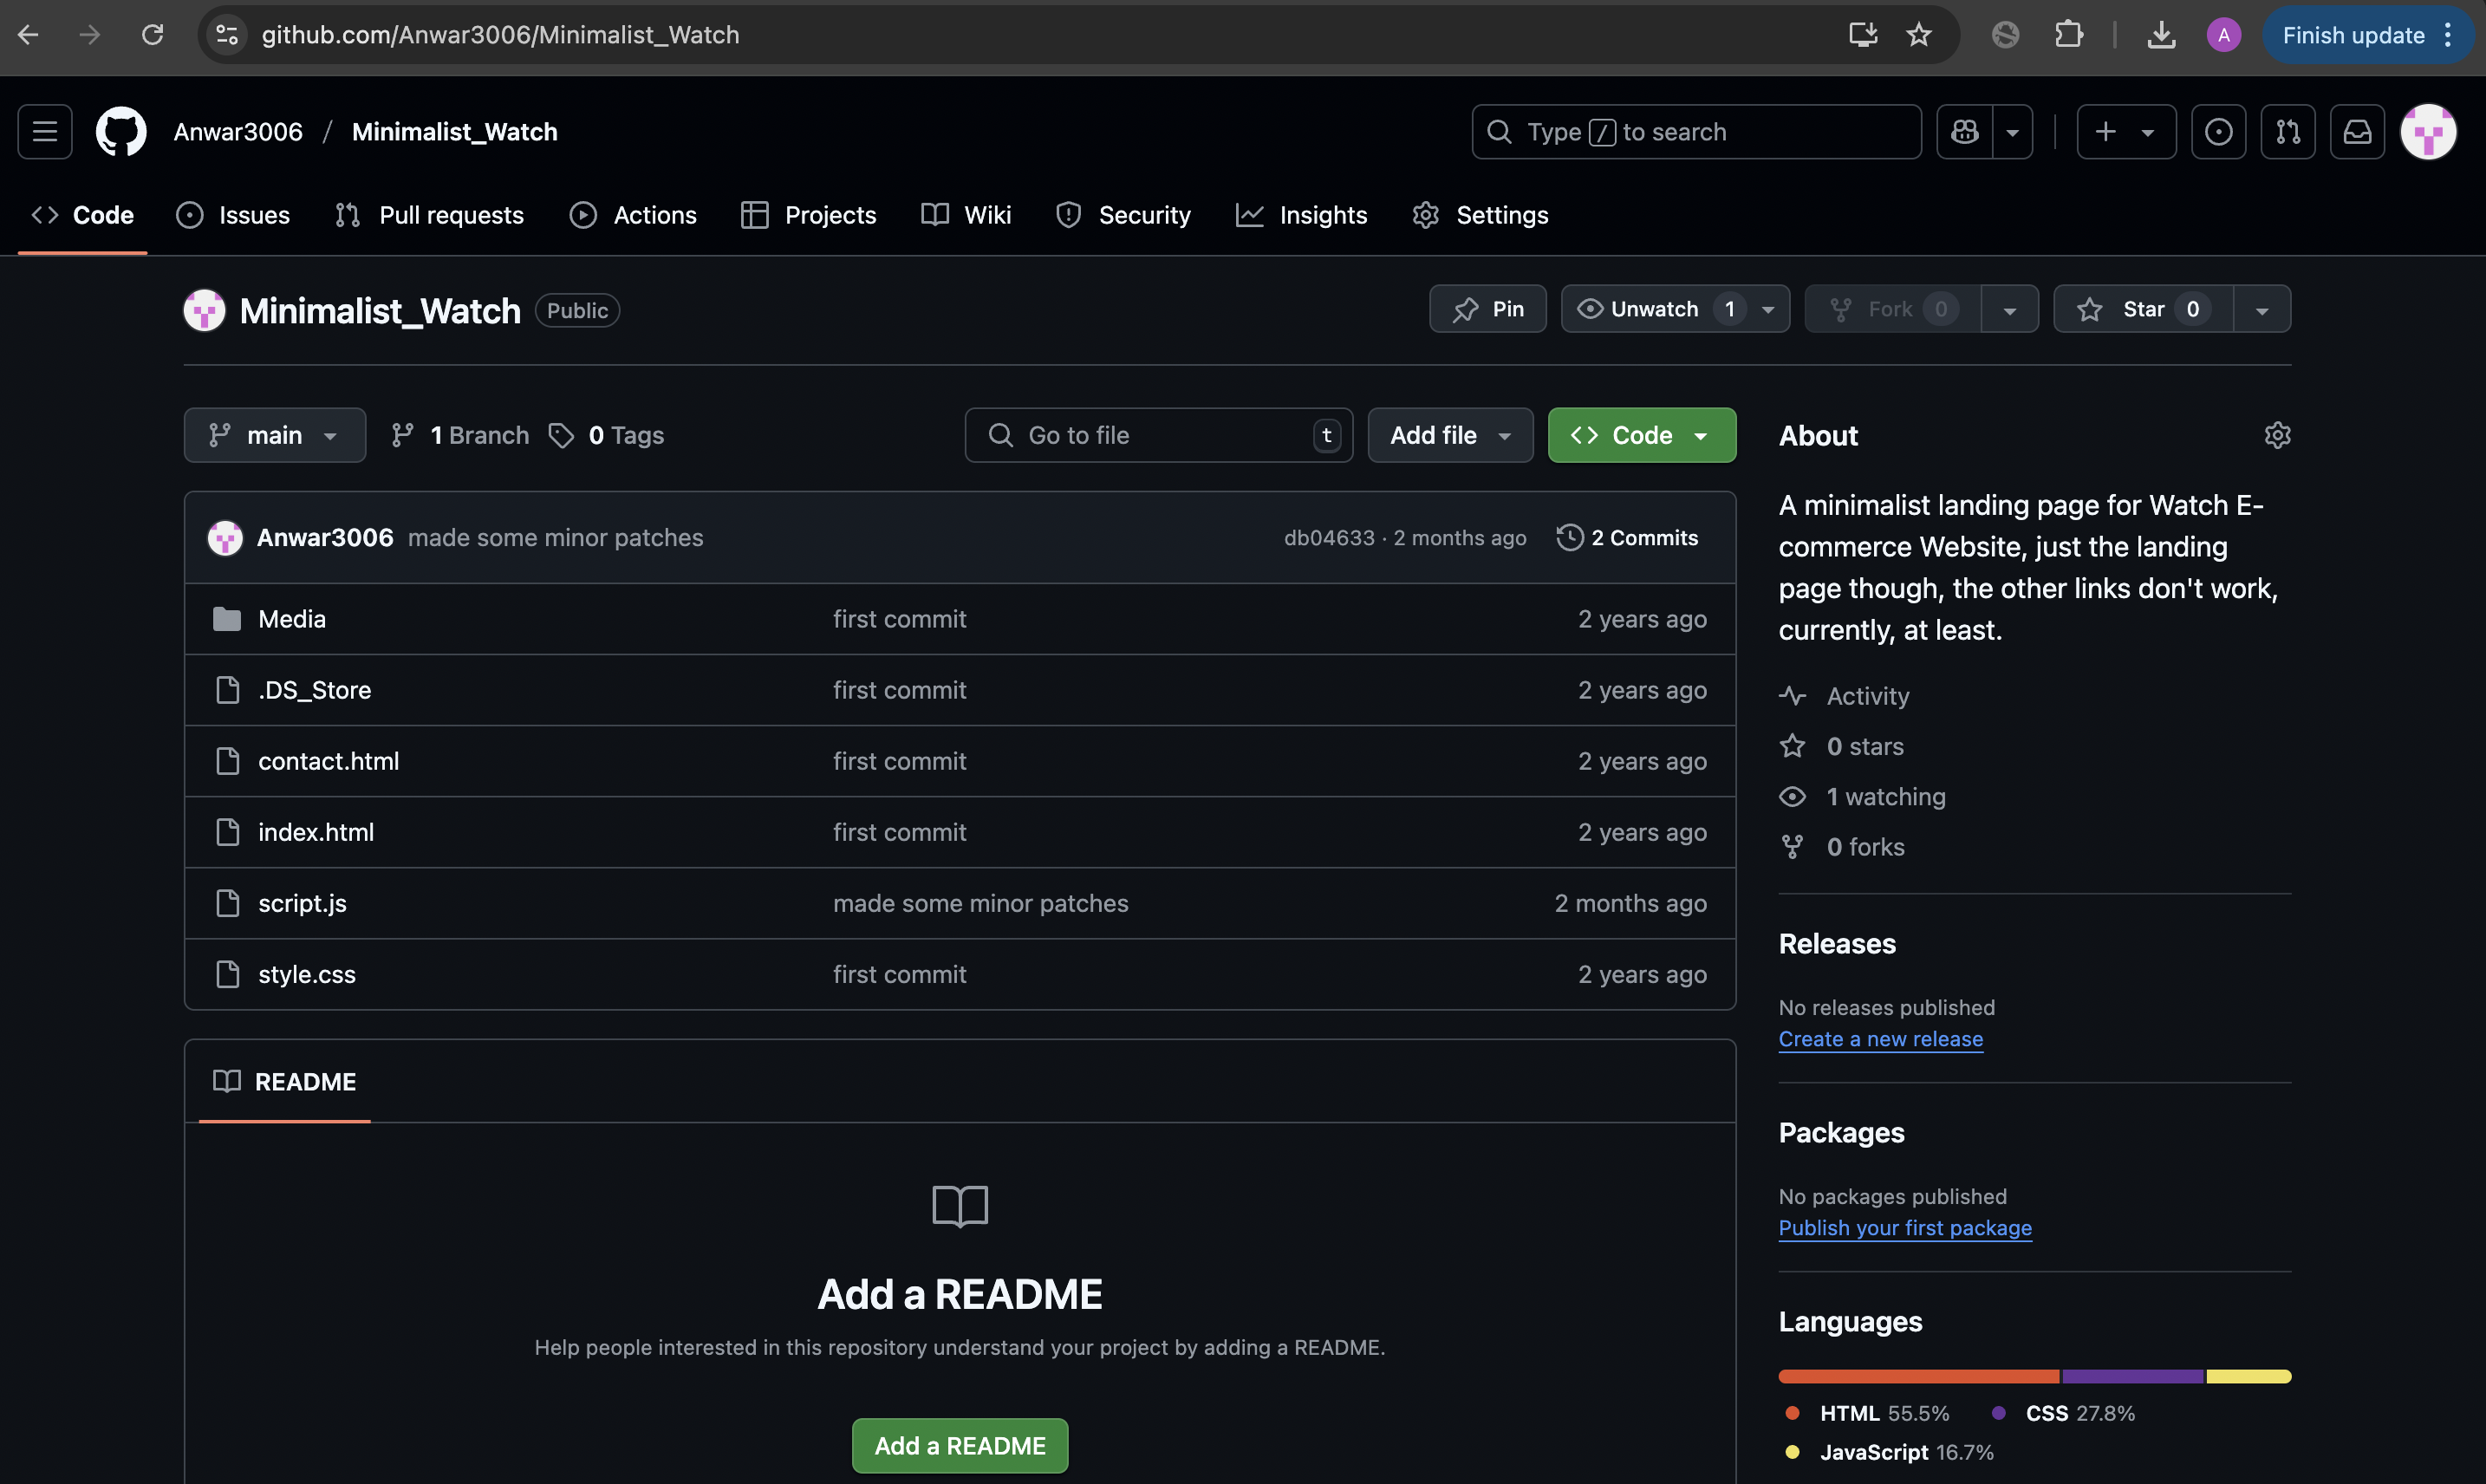 github.com/Anwar3006/Minimalist_Watch
A
Finish update
Anwar3006 / Minimalist_Watch
Type / to search
Code
Issues
Pull requests
Actions
Projects
Wiki
Security
Insights
Settings
Minimalist_Watch
Public
Pin
Unwatch 1
Fork 0
Star 0
main
1 Branch
0 Tags
Go to file
t
Add file
Code
Anwar3006 made some minor patches
db04633 · 2 months ago
2 Commits
Media first commit 2 years ago
.DS_Store first commit 2 years ago
contact.html first commit 2 years ago
index.html first commit 2 years ago
script.js made some minor patches 2 months ago
style.css first commit 2 years ago
README
Add a README
Help people interested in this repository understand your project by adding a README.
Add a README
About
A minimalist landing page for Watch E-
commerce Website, just the landing
page though, the other links don't work,
currently, at least.
Activity
0 stars
1 watching
0 forks
Releases
No releases published
Create a new release
Packages
No packages published
Publish your first package
Languages
HTML 55.5%
CSS 27.8%
JavaScript 16.7%